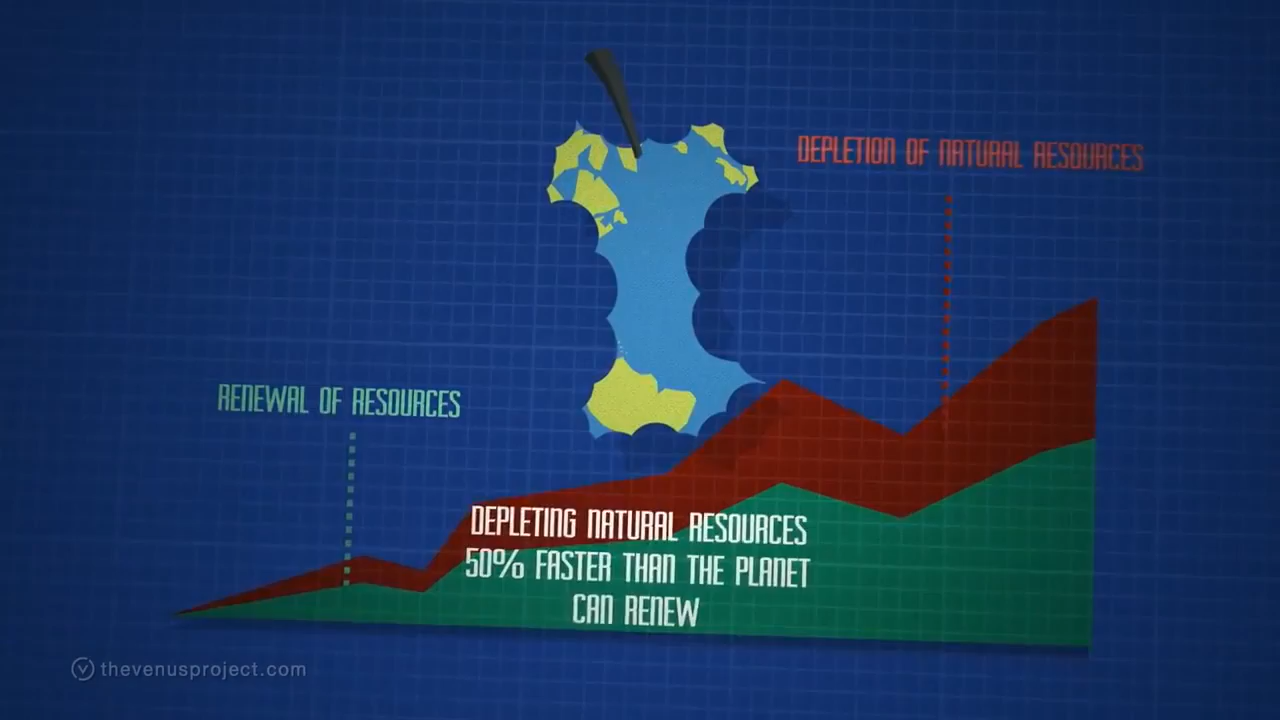 DEPLETION OF NATURAL RESOURCES
RENEWAL OF RESOURCES
DEPLETING NATURAL RESOURCES
50% FASTER THAN THE PLANET
CAN RENEW
thevenusproject.com